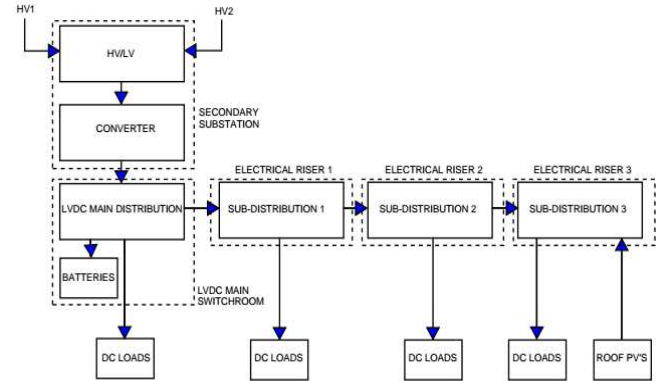 HV1
HV2
HV/LV
SECONDARY
SUBSTATION
CONVERTER
ELECTRICAL RISER 1
ELECTRICAL RISER 2
ELECTRICAL RISER 3
LVDC MAIN DISTRIBUTION
SUB-DISTRIBUTION 1
SUB-DISTRIBUTION 2
SUB-DISTRIBUTION 3
BATTERIES
LVDC MAIN
SWITCHROOM
DC LOADS
DC LOADS
DC LOADS
DC LOADS
ROOF PV'S